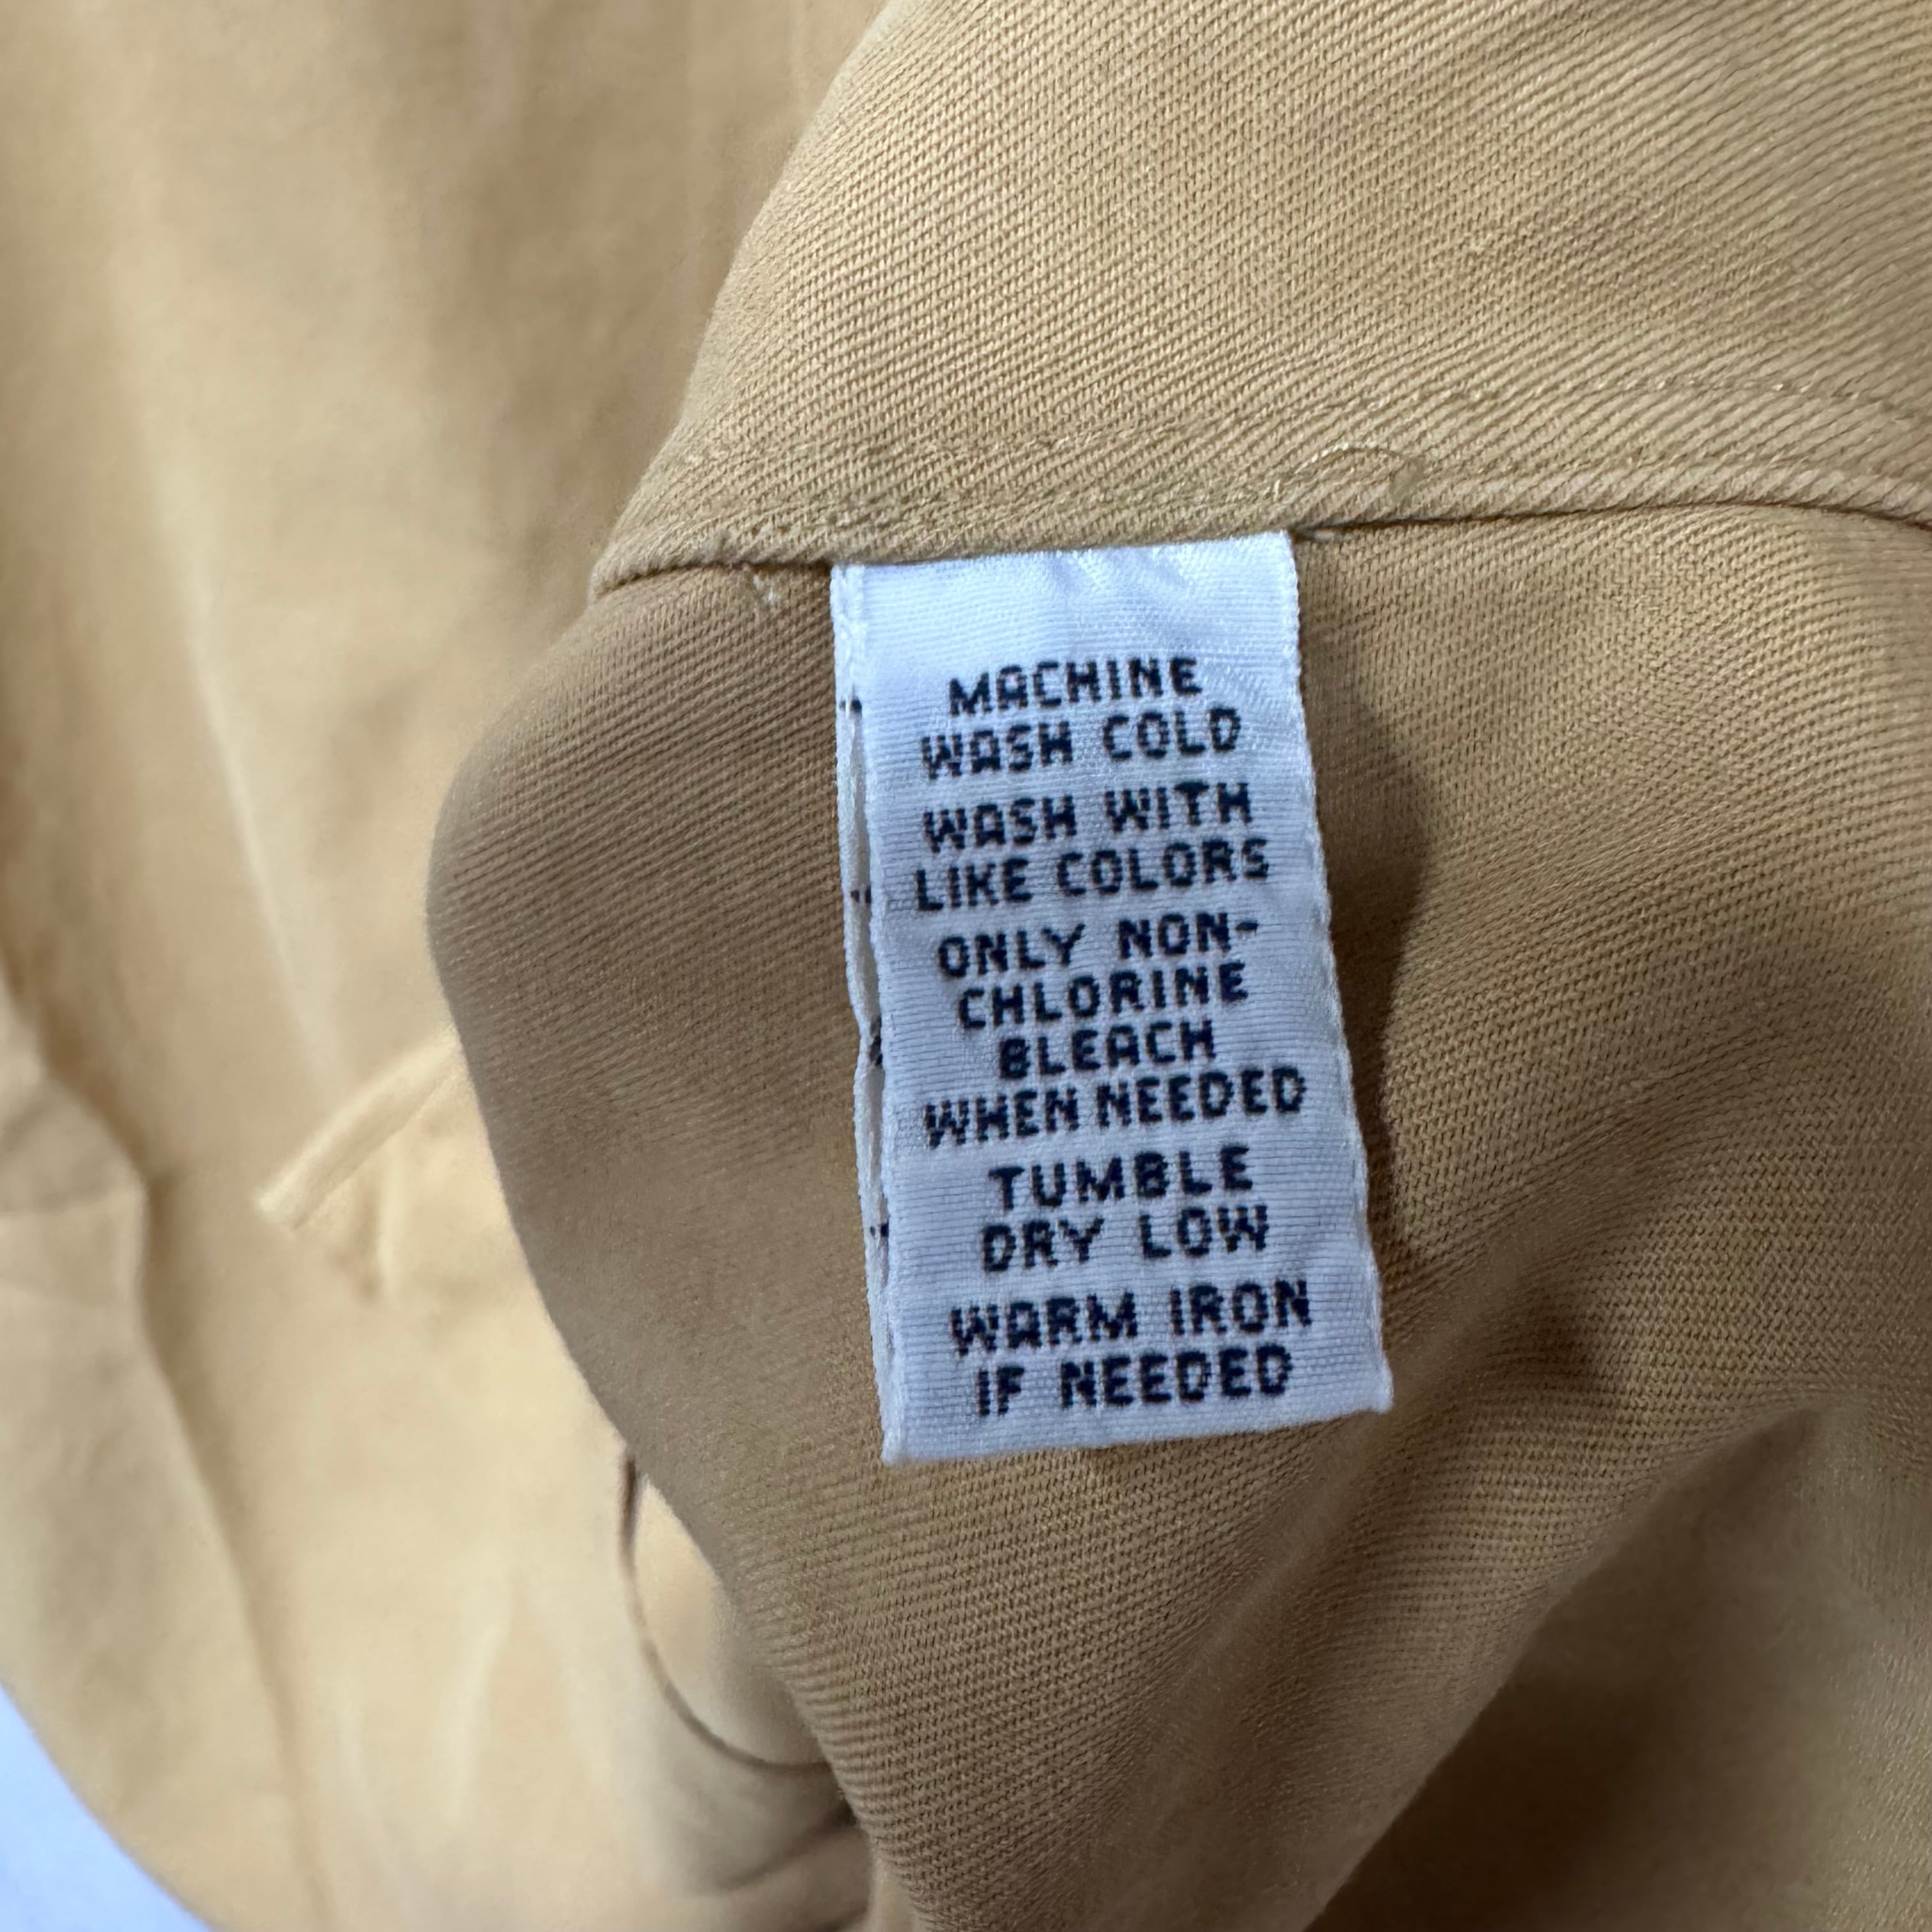 MACHINE
WASH COLD
WASH WITH
LIKE COLORS
ONLY NON-
CHLORINE
BLEACH
WHEN NEEDED
TUMBLE
DRY LOW
WARM IRON
IF NEEDED